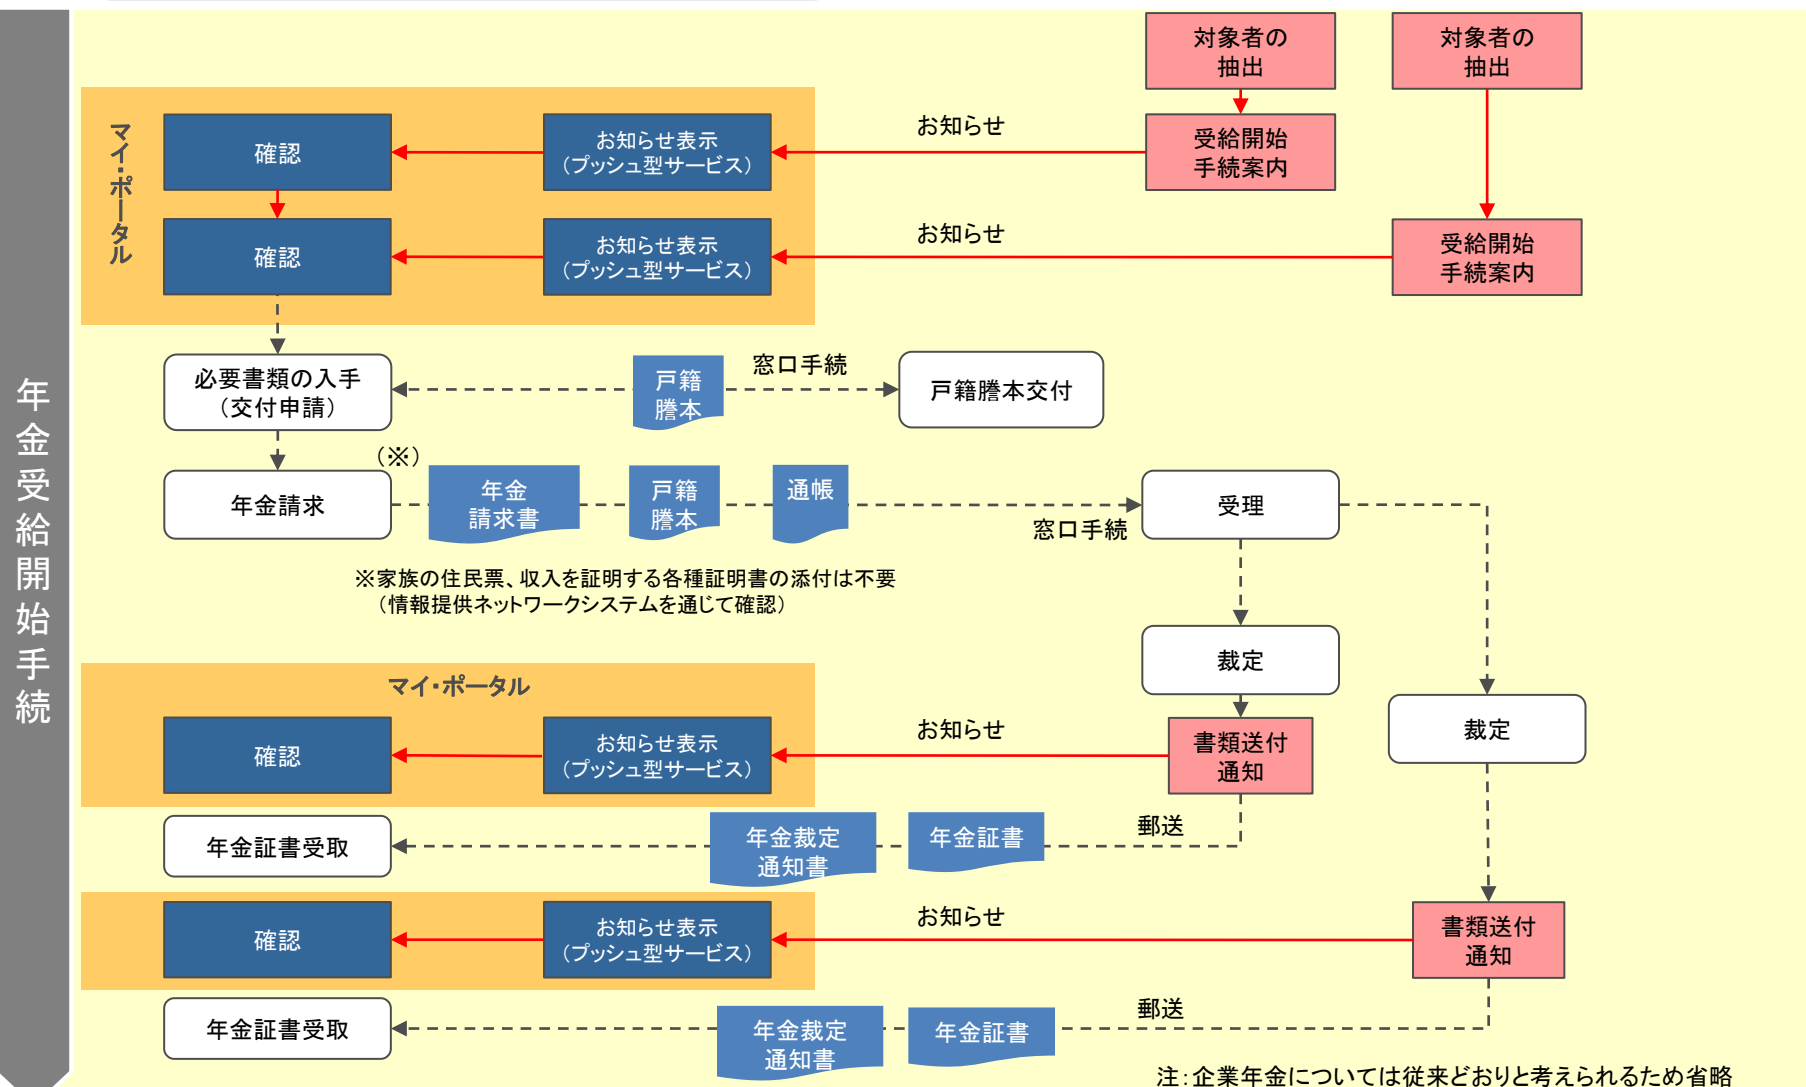 年金受給開始手続
対象者の
抽出
対象者の
抽出
マイ・ポータル
確認
お知らせ表示
（プッシュ型サービス）
お知らせ
受給開始
手続案内
確認
お知らせ表示
（プッシュ型サービス）
お知らせ
受給開始
手続案内
必要書類の入手
（交付申請）
戸籍
謄本
窓口手続
戸籍謄本交付
年金請求
（※）
年金
請求書
戸籍
謄本
通帳
窓口手続
受理
※家族の住民票、収入を証明する各種証明書の添付は不要
（情報提供ネットワークシステムを通じて確認）
裁定
裁定
マイ・ポータル
確認
お知らせ表示
（プッシュ型サービス）
お知らせ
書類送付
通知
年金証書受取
年金裁定
通知書
年金証書
郵送
確認
お知らせ表示
（プッシュ型サービス）
お知らせ
書類送付
通知
年金証書受取
年金裁定
通知書
年金証書
郵送
注：企業年金については従来どおりと考えられるため省略